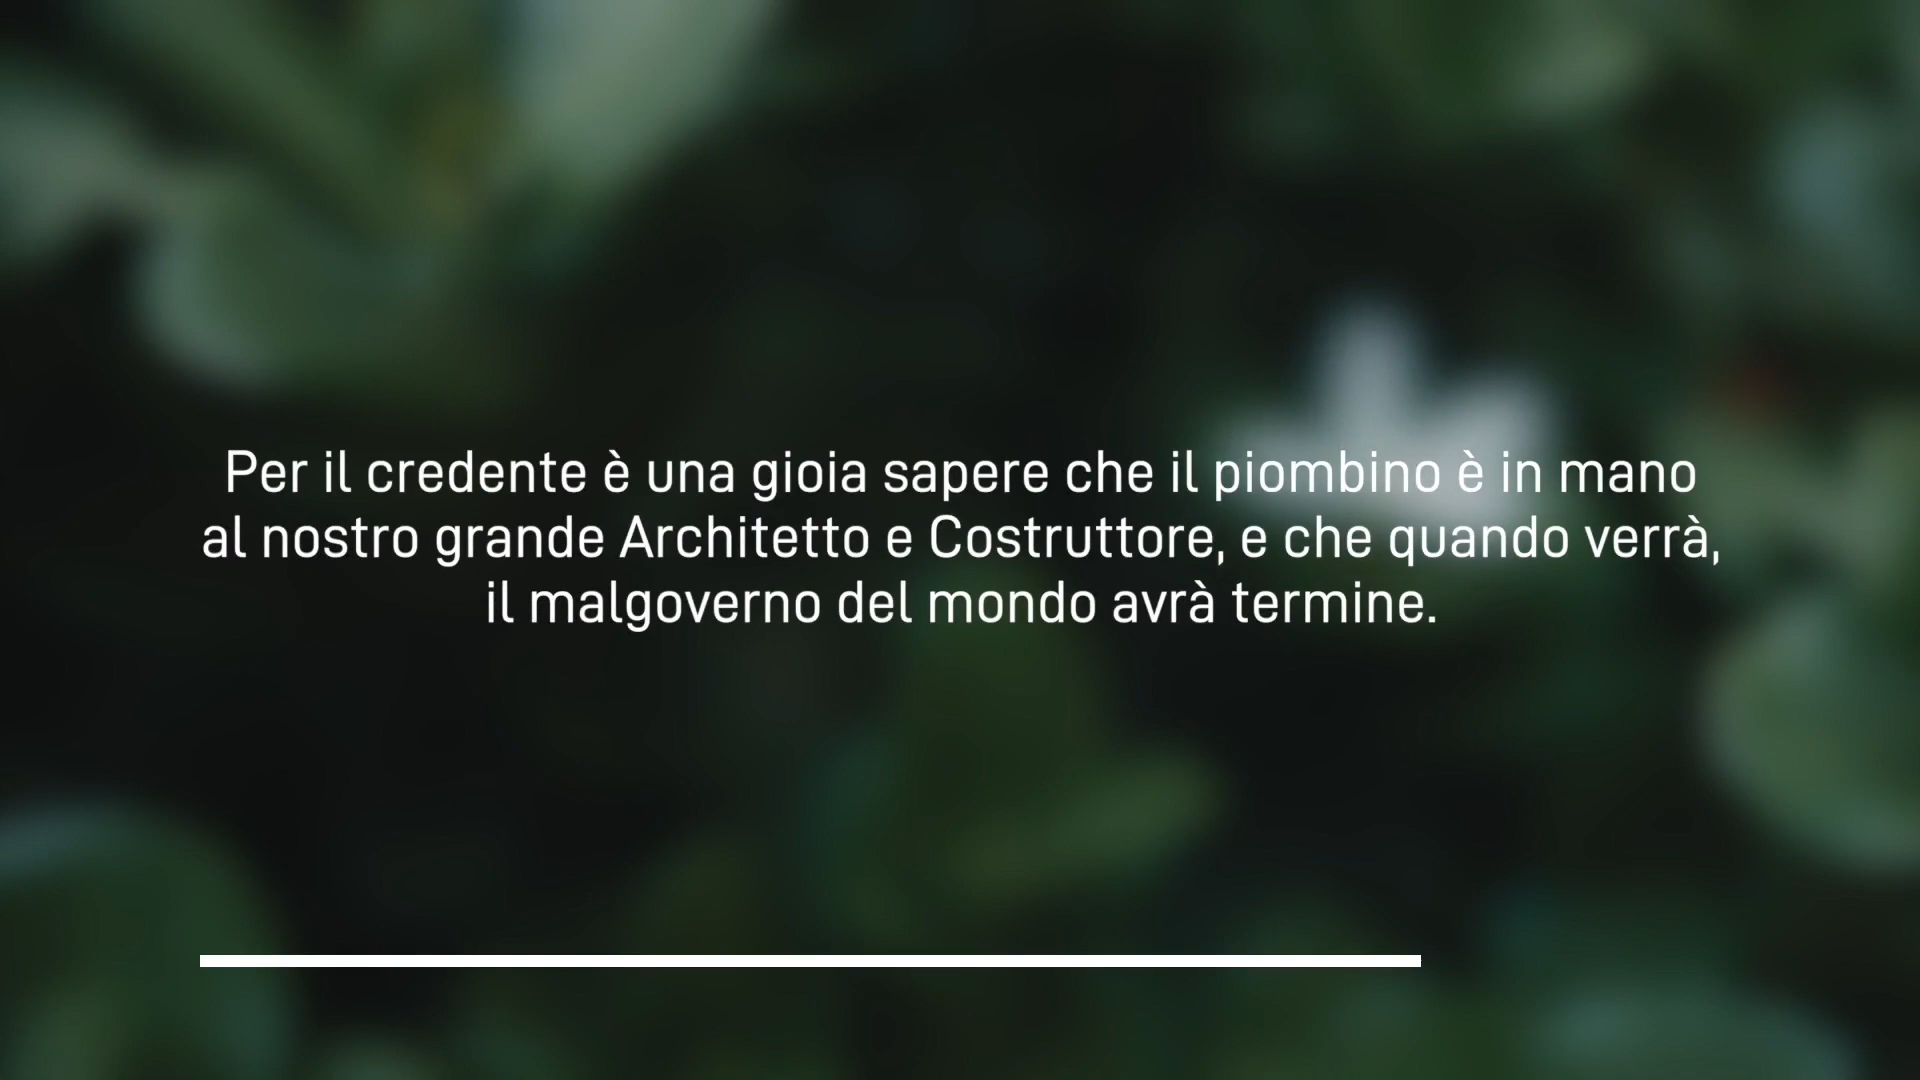 Per il credente è una gioia sapere che il piombino è in mano
al nostro grande Architetto e Costruttore, e che quando verrà,
il malgoverno del mondo avrà termine.